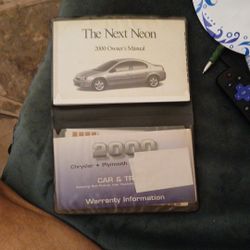 The Next Neon
2000 Owner's Manual
2000
Chrysler • Plymouth
CAR & TR
Warranty Information